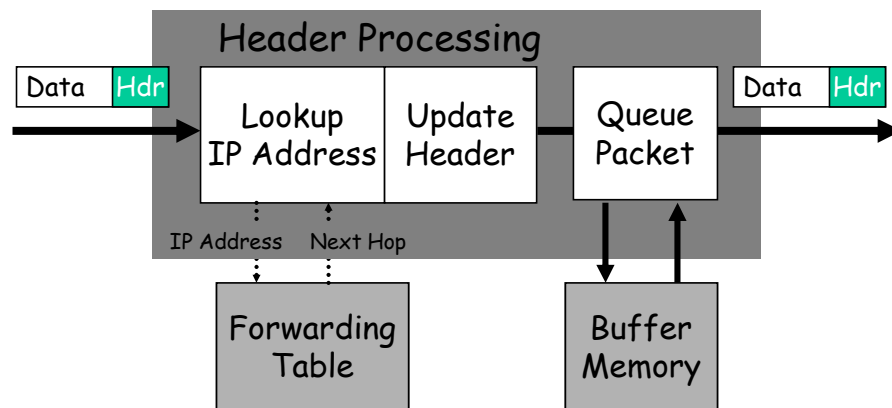 Header Processing
Data Hdr
Data Hdr
Lookup
IP Address
Update
Header
Queue
Packet
IP Address
Next Hop
Forwarding
Table
Buffer
Memory